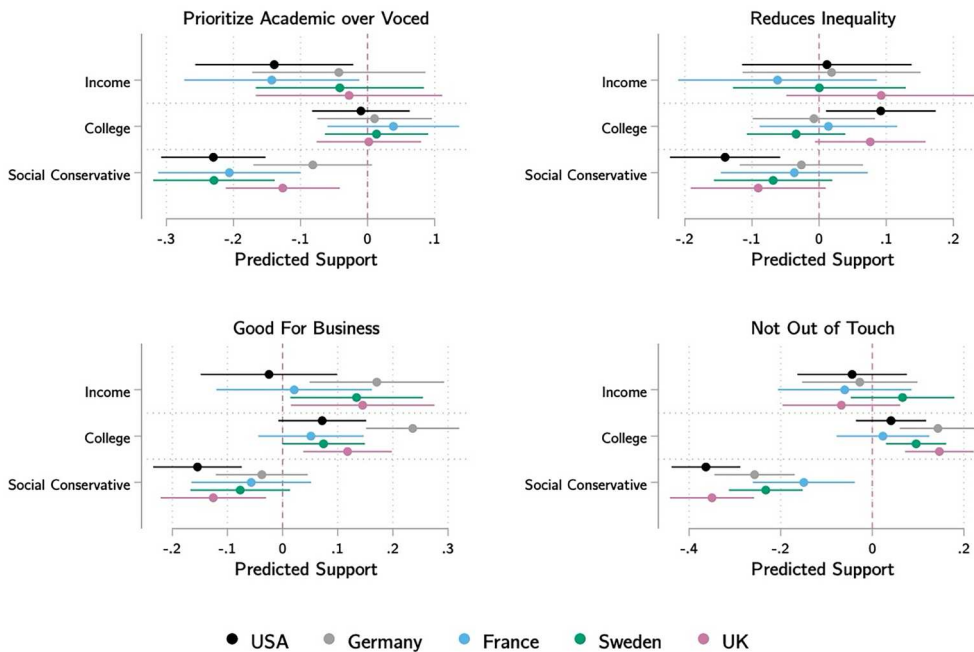 Prioritize Academic over Voced
Income
College
Social Conservative
-.3 -.2 -.1 0 .1
Predicted Support
Reduces Inequality
Income
College
Social Conservative
-.2 -.1 0 .1 .2
Predicted Support
Good For Business
Income
College
Social Conservative
-.2 -.1 0 .1 .2 .3
Predicted Support
Not Out of Touch
Income
College
Social Conservative
-.4 -.2 0 .2
Predicted Support
USA Germany France Sweden UK